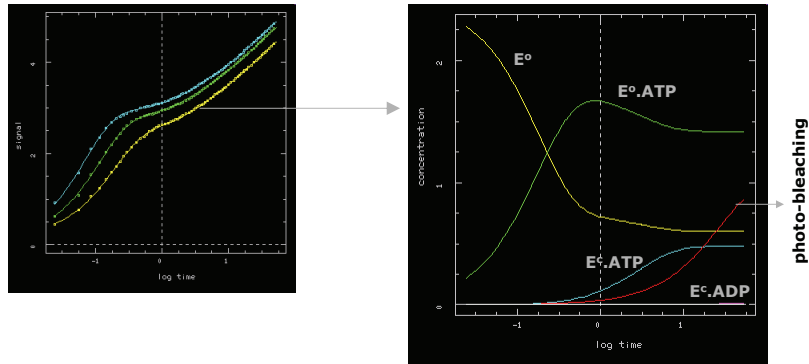 signal
4
2
0
-1
0
1
log time
concentration
2
1
0
-1
0
1
log time
Eº
Eº.ATP
Eᶜ.ATP
Eᶜ.ADP
photo-bleaching